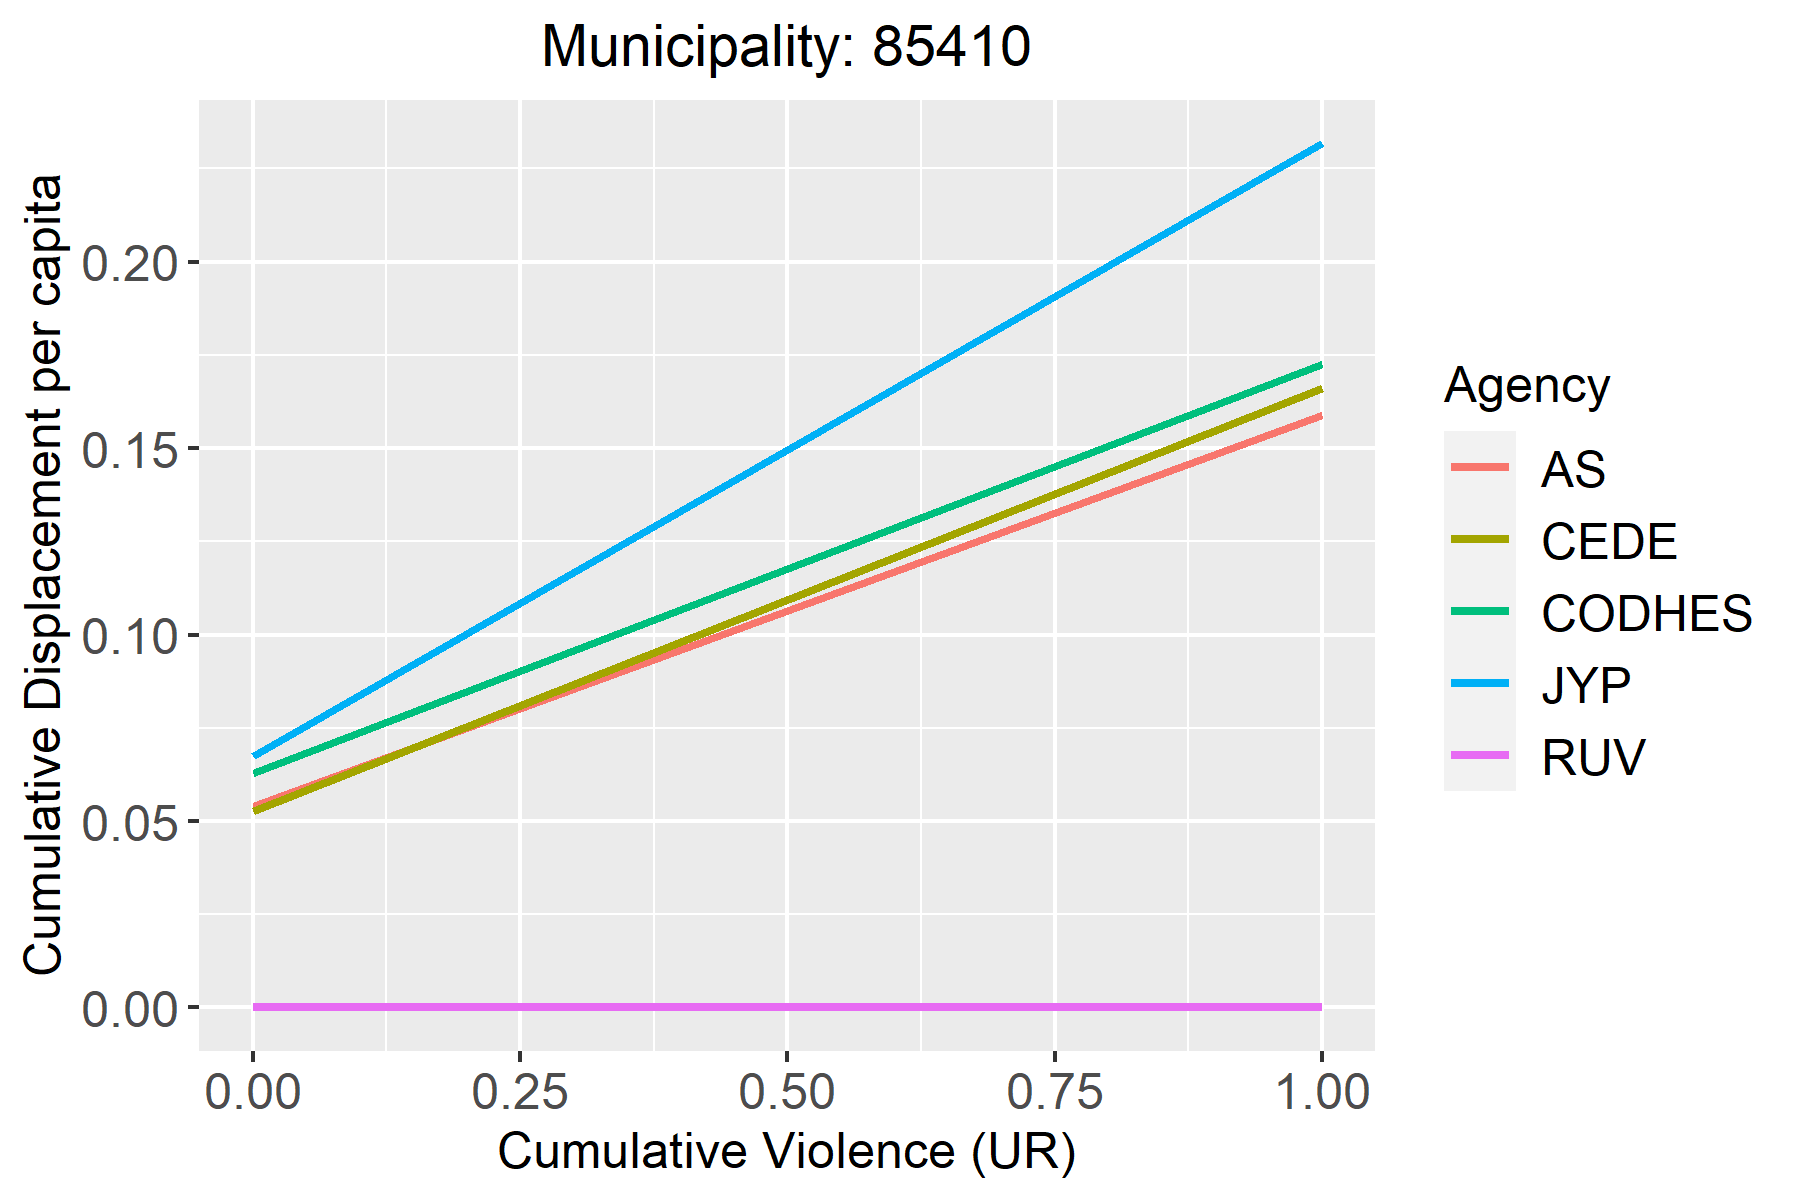 Municipality: 85410
Cumulative Displacement per capita
0.20
0.15
0.10
0.05
0.00
0.00 0.25 0.50 0.75 1.00
Cumulative Violence (UR)
Agency
AS
CEDE
CODHES
JYP
RUV